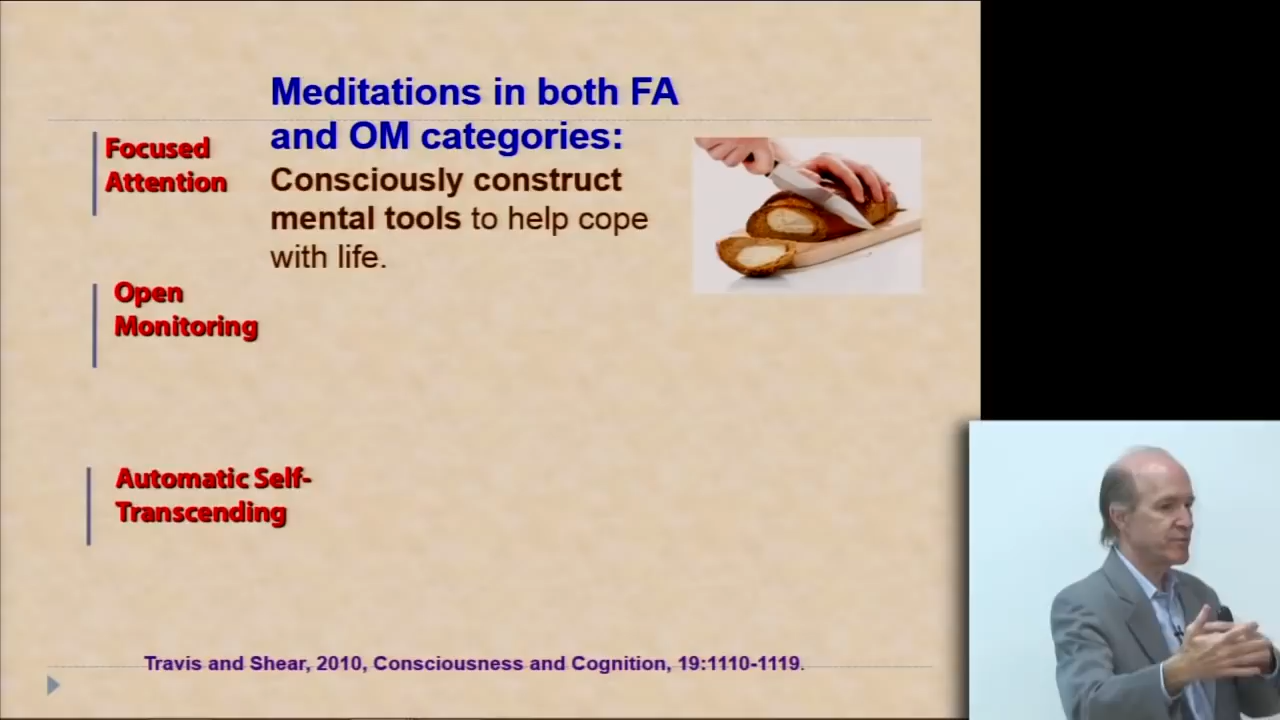 Meditations in both FA
and OM categories:
Consciously construct
mental tools to help cope
with life.
Focused
Attention
Open
Monitoring
Automatic Self-
Transcending
Travis and Shear, 2010, Consciousness and Cognition, 19:1110-1119.